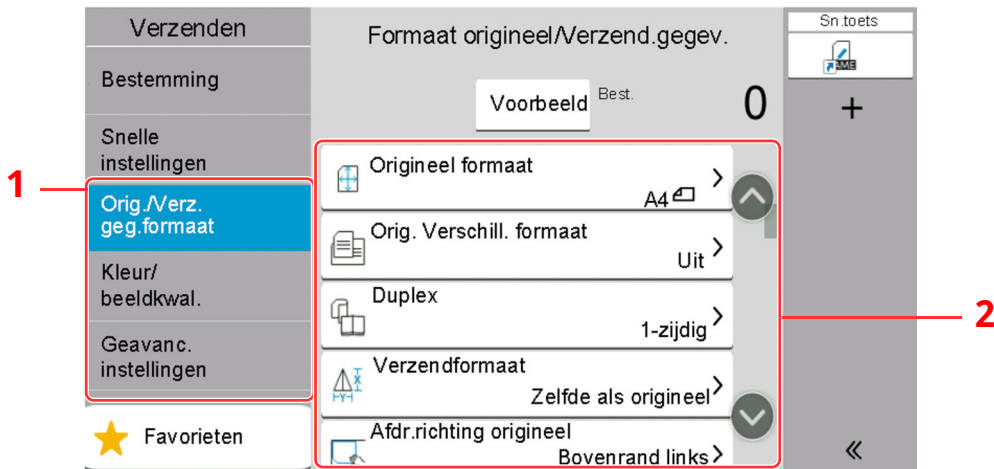 Verzenden
Bestemming
Snelle
instellingen
1
Orig./Verz.
geg.formaat
Kleur/
beeldkwal.
Geavanc.
instellingen
Favorieten
Formaat origineel/Verzend.gegev.
Voorbeeld
Best.
0
Origineel formaat
A4
Orig. Verschill. formaat
Uit
Duplex
1-zijdig
Verzendformaat
X
Y
Zelfde als origineel
Afdr.richting origineel
Bovenrand links
2
Sn.toets
AME